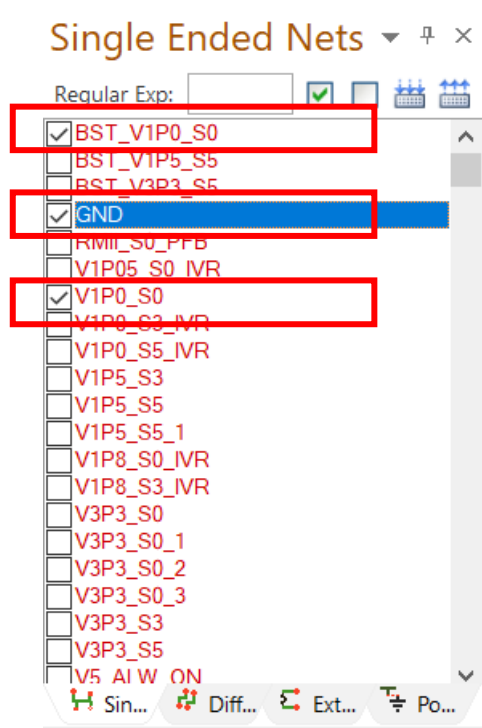 Single Ended Nets
Regular Exp:
BST_V1P0_S0
BST_V1P5_S5
BST_V3P3_S5
GND
RMII_S0_PFB
V1P05_S0_IVR
V1P0_S0
V1P0_S3_IVR
V1P0_S5_IVR
V1P5_S3
V1P5_S5
V1P5_S5_1
V1P8_S0_IVR
V1P8_S3_IVR
V3P3_S0
V3P3_S0_1
V3P3_S0_2
V3P3_S0_3
V3P3_S3
V3P3_S5
V5_ALW_ON
Sin... Diff... Ext... Po...